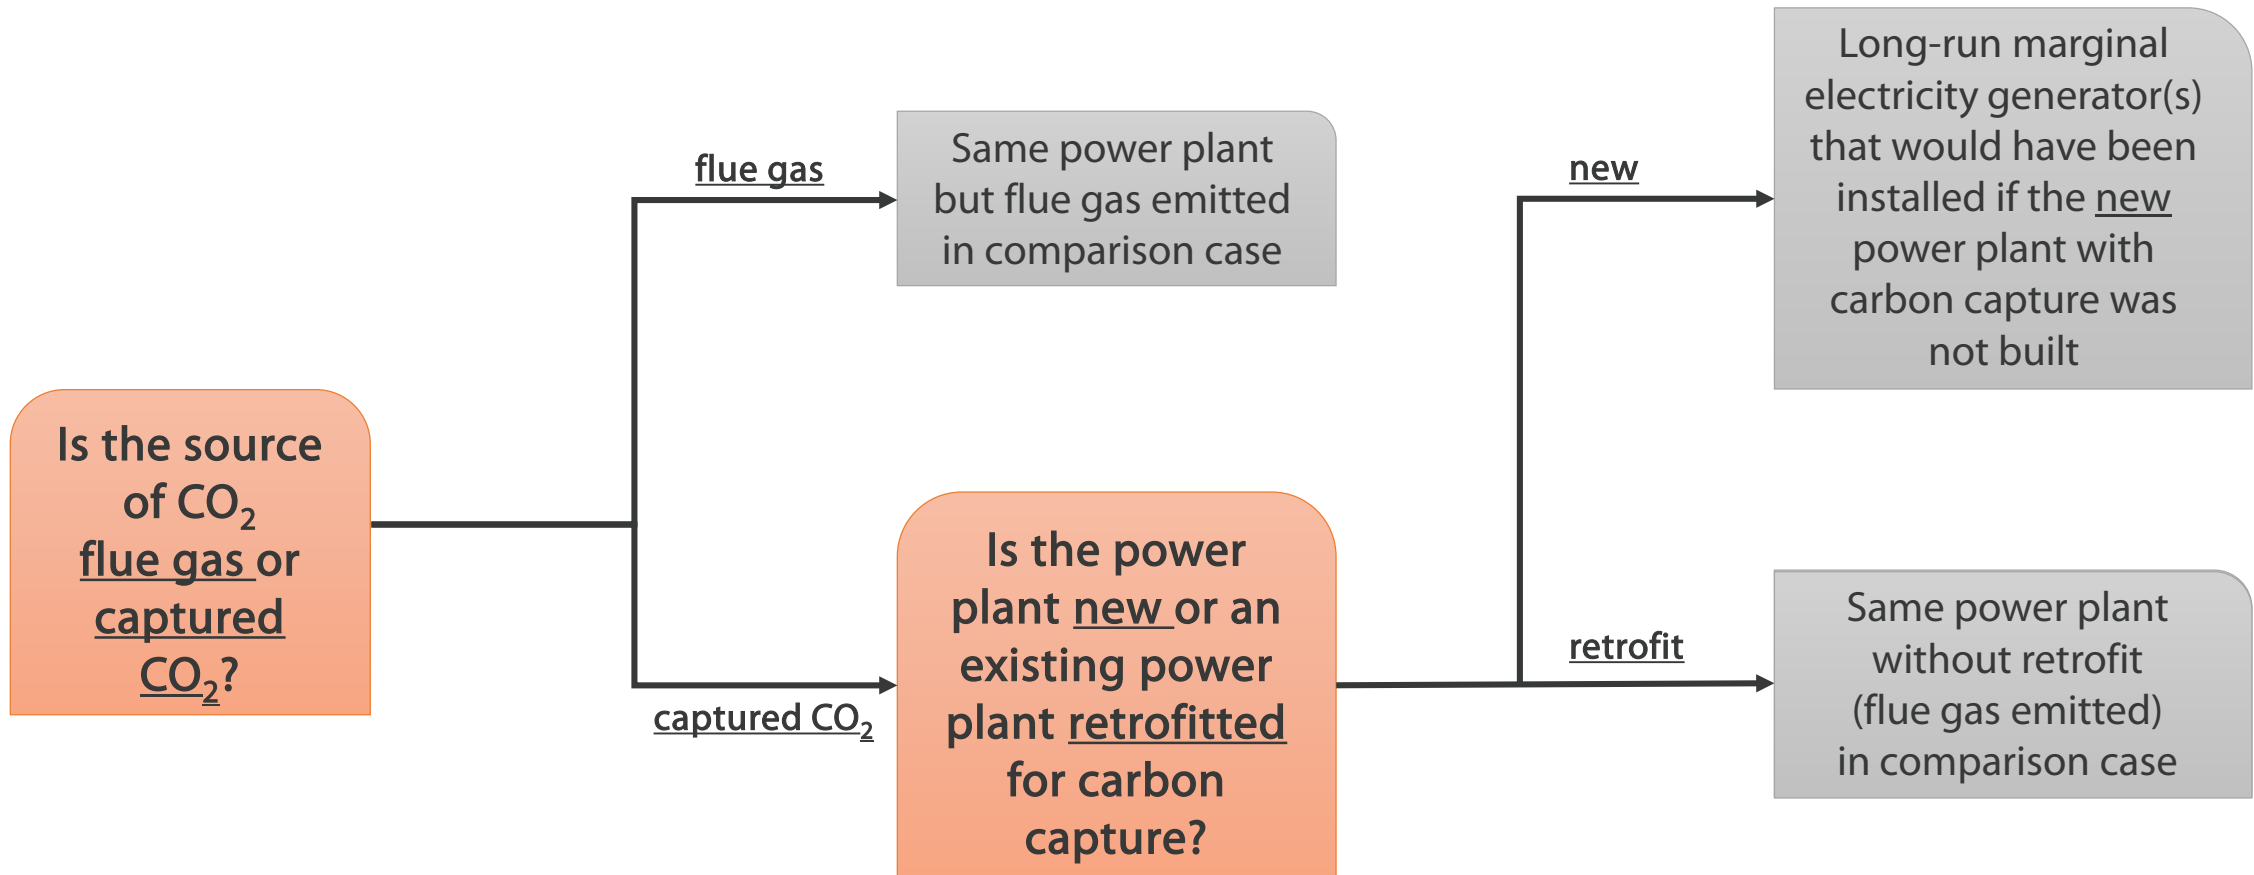 Is the source
of CO₂
flue gas or
captured
CO₂?
flue gas
Same power plant
but flue gas emitted
in comparison case
captured CO₂
Is the power
plant new or an
existing power
plant retrofitted
for carbon
capture?
new
Long-run marginal
electricity generator(s)
that would have been
installed if the new
power plant with
carbon capture was
not built
retrofit
Same power plant
without retrofit
(flue gas emitted)
in comparison case